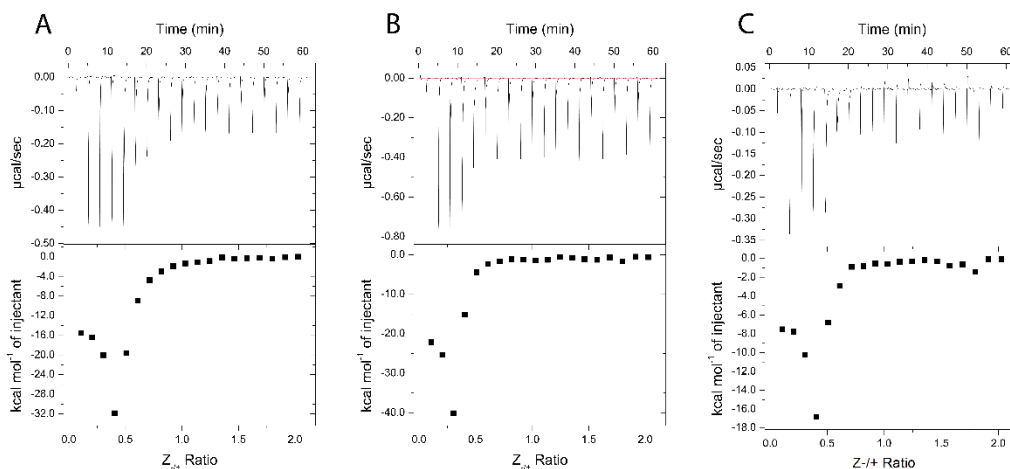 A
Time (min)
0 10 20 30 40 50 60
0.00
-0.10
-0.20
-0.30
-0.40
-0.50
µcal/sec
0.0
-4.0
-8.0
-12.0
-16.0
-20.0
-24.0
-28.0
-32.0
kcal mol⁻¹ of injectant
0.0 0.5 1.0 1.5 2.0
Z-/+ Ratio
B
Time (min)
0 10 20 30 40 50 60
0.00
-0.20
-0.40
-0.60
-0.80
µcal/sec
0.0
-10.0
-20.0
-30.0
-40.0
kcal mol⁻¹ of injectant
0.0 0.5 1.0 1.5 2.0
Z-/+ Ratio
C
Time (min)
0 10 20 30 40 50 60
0.05
0.00
-0.05
-0.10
-0.15
-0.20
-0.25
-0.30
-0.35
µcal/sec
0.0
-2.0
-4.0
-6.0
-8.0
-10.0
-12.0
-14.0
-16.0
-18.0
kcal mol⁻¹ of injectant
0.0 0.5 1.0 1.5 2.0
Z-/+ Ratio